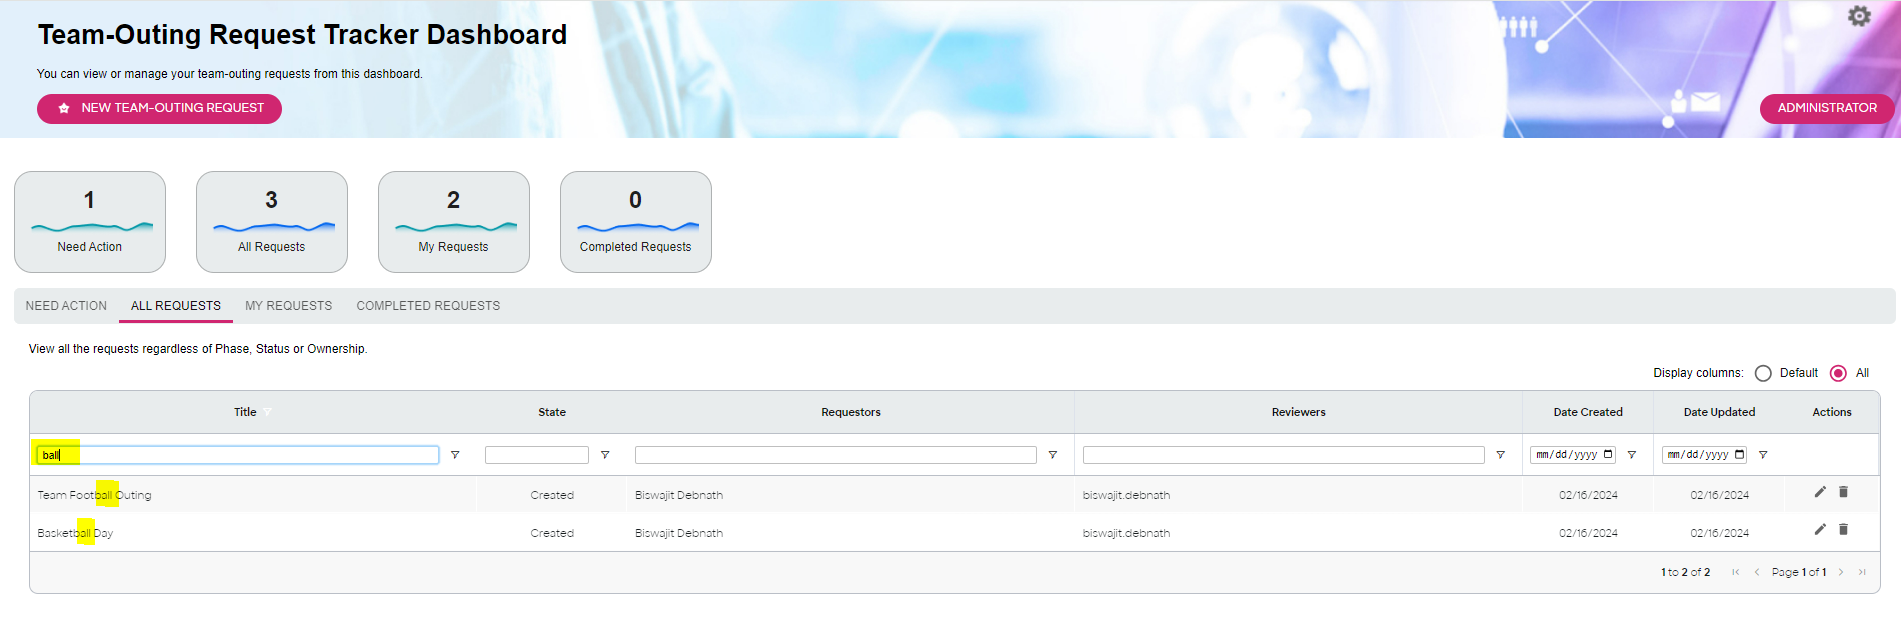 Team-Outing Request Tracker Dashboard
You can view or manage your team-outing requests from this dashboard.
NEW TEAM-OUTING REQUEST
ADMINISTRATOR
1 3 2 0
Need Action All Requests My Requests Completed Requests
NEED ACTION ALL REQUESTS MY REQUESTS COMPLETED REQUESTS
View all the requests regardless of Phase, Status or Ownership.
Display columns: Default All
Title State Requestors Reviewers Date Created Date Updated Actions
ball mm/dd/yyyy mm/dd/yyyy
Team Football Outing Created Biswajit Debnath biswajit.debnath 02/16/2024 02/16/2024
Basketball Day Created Biswajit Debnath biswajit.debnath 02/16/2024 02/16/2024
1 to 2 of 2 Page 1 of 1